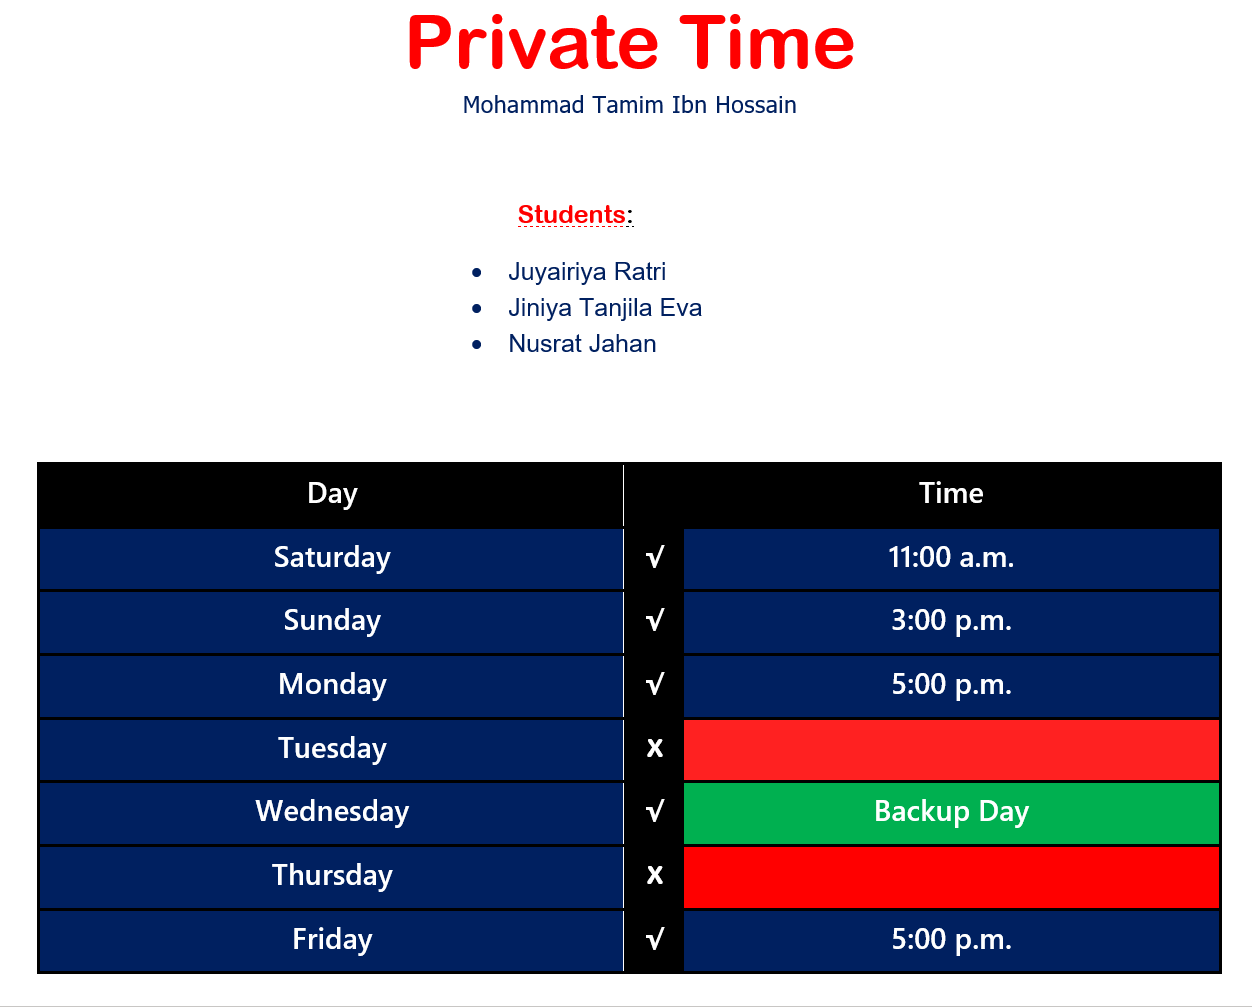 Private Time
Mohammad Tamim Ibn Hossain
Students:
• Juyairiya Ratri
• Jiniya Tanjila Eva
• Nusrat Jahan
Day Time
Saturday √ 11:00 a.m.
Sunday √ 3:00 p.m.
Monday √ 5:00 p.m.
Tuesday x
Wednesday √ Backup Day
Thursday x
Friday √ 5:00 p.m.